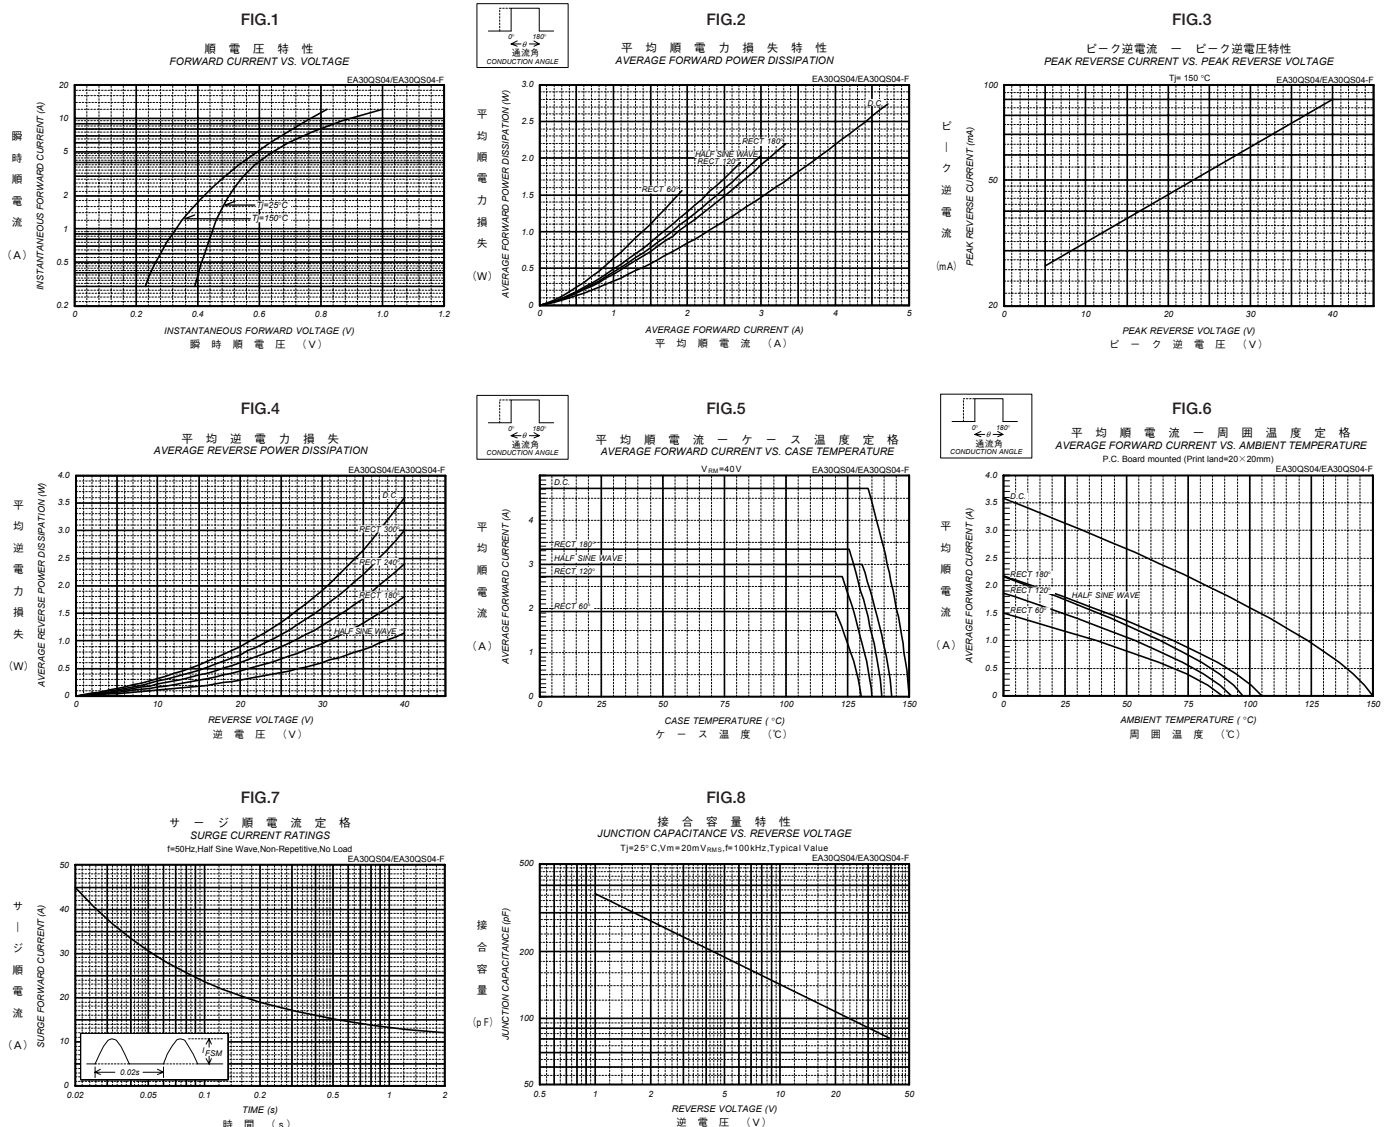 FIG.1
順電圧特性
FORWARD CURRENT VS. VOLTAGE
EA30QS04/EA30QS04-F
瞬時順電流 (A)
INSTANTANEOUS FORWARD CURRENT (A)
20
10
5
2
1
0.5
0.2
Tj=25°C
Tj=150°C
0 0.2 0.4 0.6 0.8 1.0 1.2
INSTANTANEOUS FORWARD VOLTAGE (V)
瞬時順電圧 (V)
0° 180°
θ
通流角
CONDUCTION ANGLE
FIG.2
平均順電力損失特性
AVERAGE FORWARD POWER DISSIPATION
EA30QS04/EA30QS04-F
平均順電力損失 (W)
AVERAGE FORWARD POWER DISSIPATION (W)
3.0
2.5
2.0
1.5
1.0
0.5
0
D.C.
RECT 180°
HALF SINE WAVE
RECT 120°
RECT 60°
0 1 2 3 4 5
AVERAGE FORWARD CURRENT (A)
平均順電流 (A)
FIG.3
ピーク逆電流 ー ピーク逆電圧特性
PEAK REVERSE CURRENT VS. PEAK REVERSE VOLTAGE
Tj= 150 °C
EA30QS04/EA30QS04-F
ピーク逆電流 (mA)
PEAK REVERSE CURRENT (mA)
100
50
20
0 10 20 30 40
PEAK REVERSE VOLTAGE (V)
ピーク逆電圧 (V)
FIG.4
平均逆電力損失
AVERAGE REVERSE POWER DISSIPATION
EA30QS04/EA30QS04-F
平均逆電力損失 (W)
AVERAGE REVERSE POWER DISSIPATION (W)
4.0
3.5
3.0
2.5
2.0
1.5
1.0
0.5
0
D.C.
RECT 300°
RECT 240°
RECT 180°
HALF SINE WAVE
0 10 20 30 40
REVERSE VOLTAGE (V)
逆電圧 (V)
0° 180°
θ
通流角
CONDUCTION ANGLE
FIG.5
平均順電流ーケース温度定格
AVERAGE FORWARD CURRENT VS. CASE TEMPERATURE
VRM=40V
EA30QS04/EA30QS04-F
平均順電流 (A)
AVERAGE FORWARD CURRENT (A)
4
3
2
1
0
D.C.
RECT 180°
HALF SINE WAVE
RECT 120°
RECT 60°
0 25 50 75 100 125 150
CASE TEMPERATURE (°C)
ケース温度 (℃)
0° 180°
θ
通流角
CONDUCTION ANGLE
FIG.6
平均順電流ー周囲温度定格
AVERAGE FORWARD CURRENT VS. AMBIENT TEMPERATURE
P.C. Board mounted (Print land=20×20mm)
EA30QS04/EA30QS04-F
平均順電流 (A)
AVERAGE FORWARD CURRENT (A)
4.0
3.5
3.0
2.5
2.0
1.5
1.0
0.5
0
D.C.
RECT 180°
RECT 120°
HALF SINE WAVE
RECT 60°
0 25 50 75 100 125 150
AMBIENT TEMPERATURE (°C)
周囲温度 (℃)
FIG.7
サージ順電流定格
SURGE CURRENT RATINGS
f=50Hz,Half Sine Wave,Non-Repetitive,No Load
EA30QS04/EA30QS04-F
サージ順電流 (A)
SURGE FORWARD CURRENT (A)
50
40
30
20
10
0
IFSM
0.02s
0.02 0.05 0.1 0.2 0.5 1 2
TIME (s)
時間 (s)
FIG.8
接合容量特性
JUNCTION CAPACITANCE VS. REVERSE VOLTAGE
Tj=25°C,Vm=20mVRMS,f=100kHz,Typical Value
EA30QS04/EA30QS04-F
接合容量 (pF)
JUNCTION CAPACITANCE (pF)
500
200
100
50
0.5 1 2 5 10 20 50
REVERSE VOLTAGE (V)
逆電圧 (V)